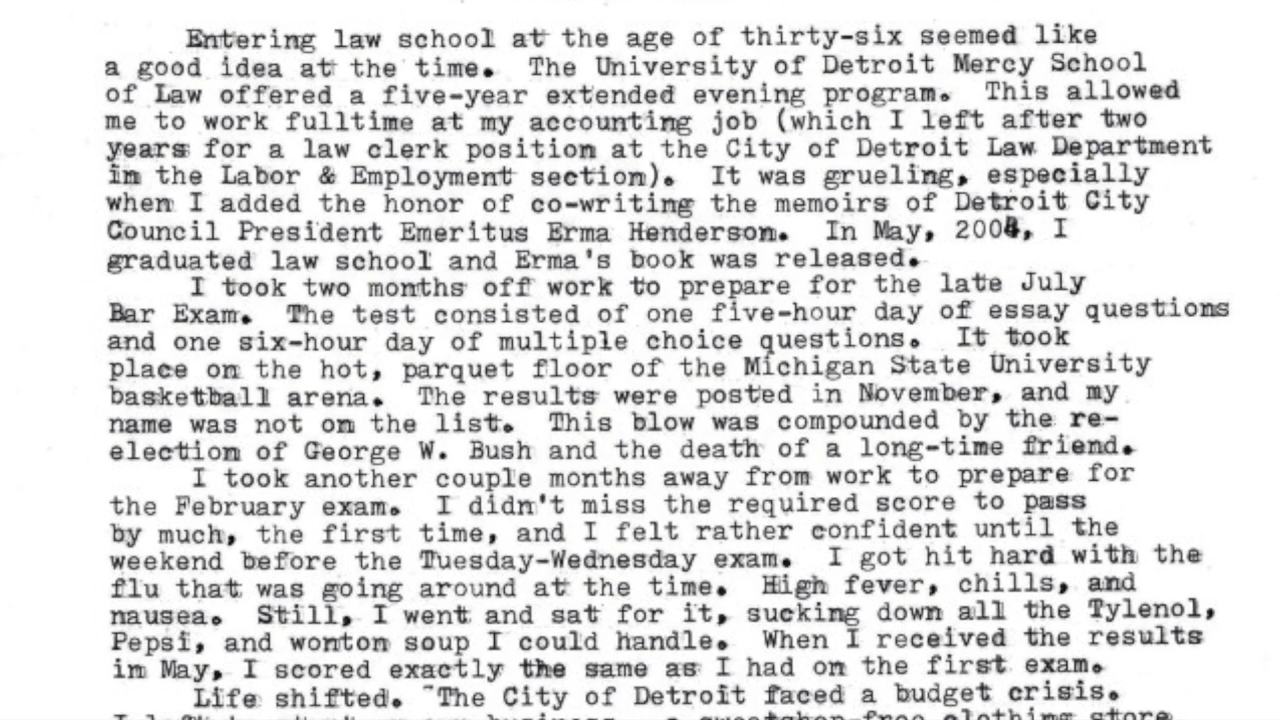 Entering law school at the age of thirty-six seemed like
a good idea at the time. The University of Detroit Mercy School
of Law offered a five-year extended evening program. This allowed
me to work fulltime at my accounting job (which I left after two
years for a law clerk position at the City of Detroit Law Department
in the Labor & Employment section). It was grueling, especially
when I added the honor of co-writing the memoirs of Detroit City
Council President Emeritus Erma Henderson. In May, 2004, I
graduated law school and Erma's book was released.
I took two months off work to prepare for the late July
Bar Exam. The test consisted of one five-hour day of essay questions
and one six-hour day of multiple choice questions. It took
place on the hot, parquet floor of the Michigan State University
basketball arena. The results were posted in November, and my
name was not on the list. This blow was compounded by the re-
election of George W. Bush and the death of a long-time friend.
I took another couple months away from work to prepare for
the February exam. I didn't miss the required score to pass
by much, the first time, and I felt rather confident until the
weekend before the Tuesday-Wednesday exam. I got hit hard with the
flu that was going around at the time. High fever, chills, and
nausea. Still, I went and sat for it, sucking down all the Tylenol,
Pepsi, and wonton soup I could handle. When I received the results
in May, I scored exactly the same as I had on the first exam.
Life shifted. The City of Detroit faced a budget crisis.